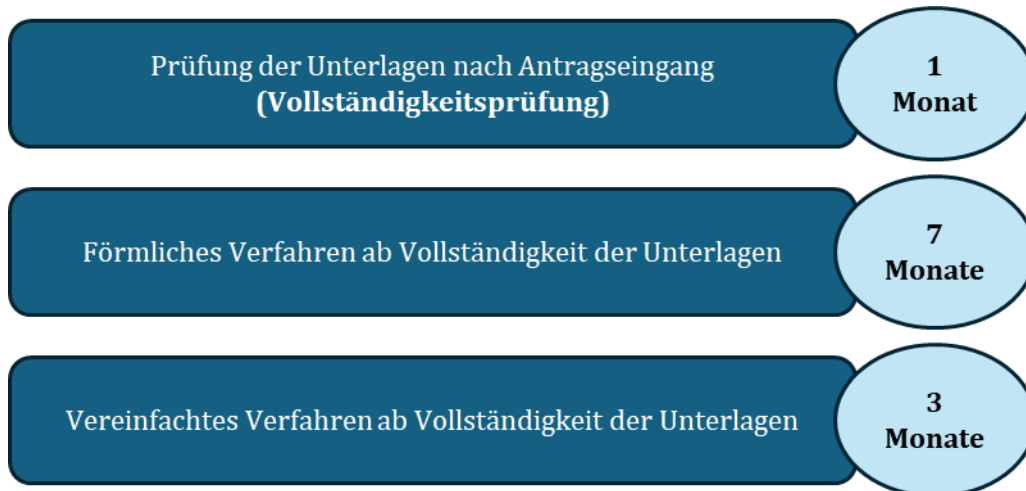 Prüfung der Unterlagen nach Antragseingang
(Vollständigkeitsprüfung)
1
Monat
Förmliches Verfahren ab Vollständigkeit der Unterlagen
7
Monate
Vereinfachtes Verfahren ab Vollständigkeit der Unterlagen
3
Monate